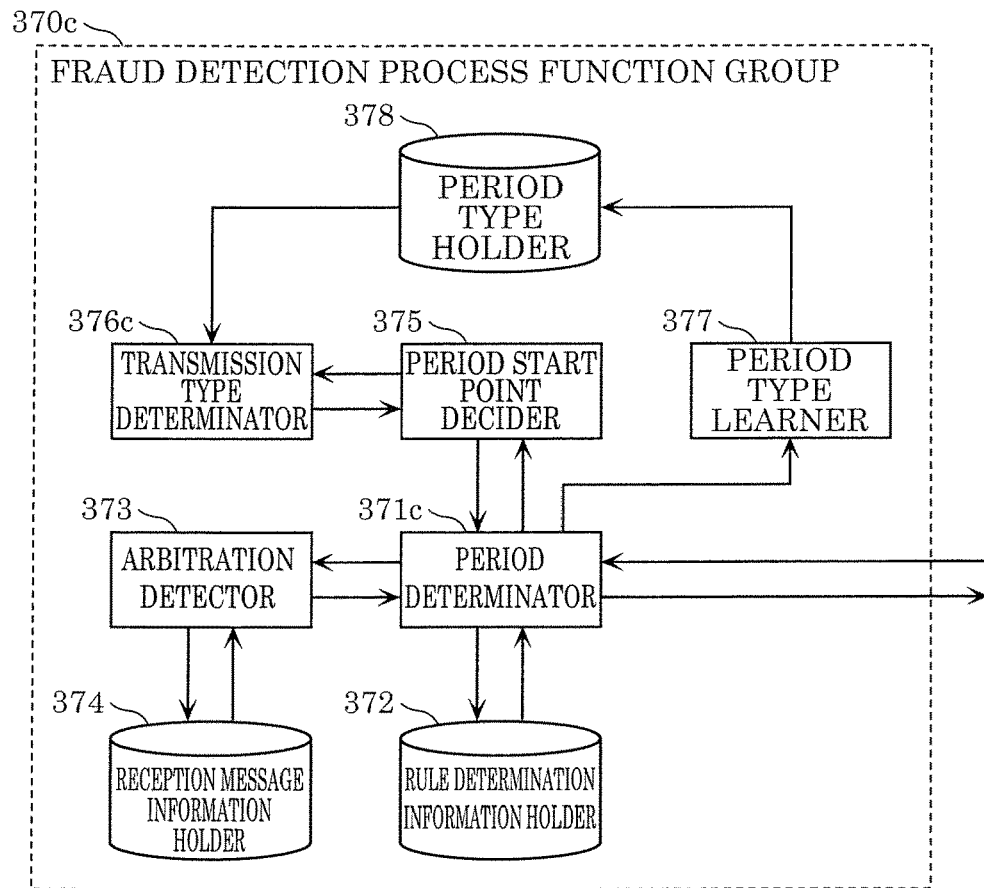 370c
FRAUD DETECTION PROCESS FUNCTION GROUP
378
PERIOD
TYPE
HOLDER
376c
TRANSMISSION
TYPE
DETERMINATOR
375
PERIOD START
POINT
DECIDER
377
PERIOD
TYPE
LEARNER
373
ARBITRATION
DETECTOR
371c
PERIOD
DETERMINATOR
374
RECEPTION MESSAGE
INFORMATION
HOLDER
372
RULE DETERMINATION
INFORMATION HOLDER